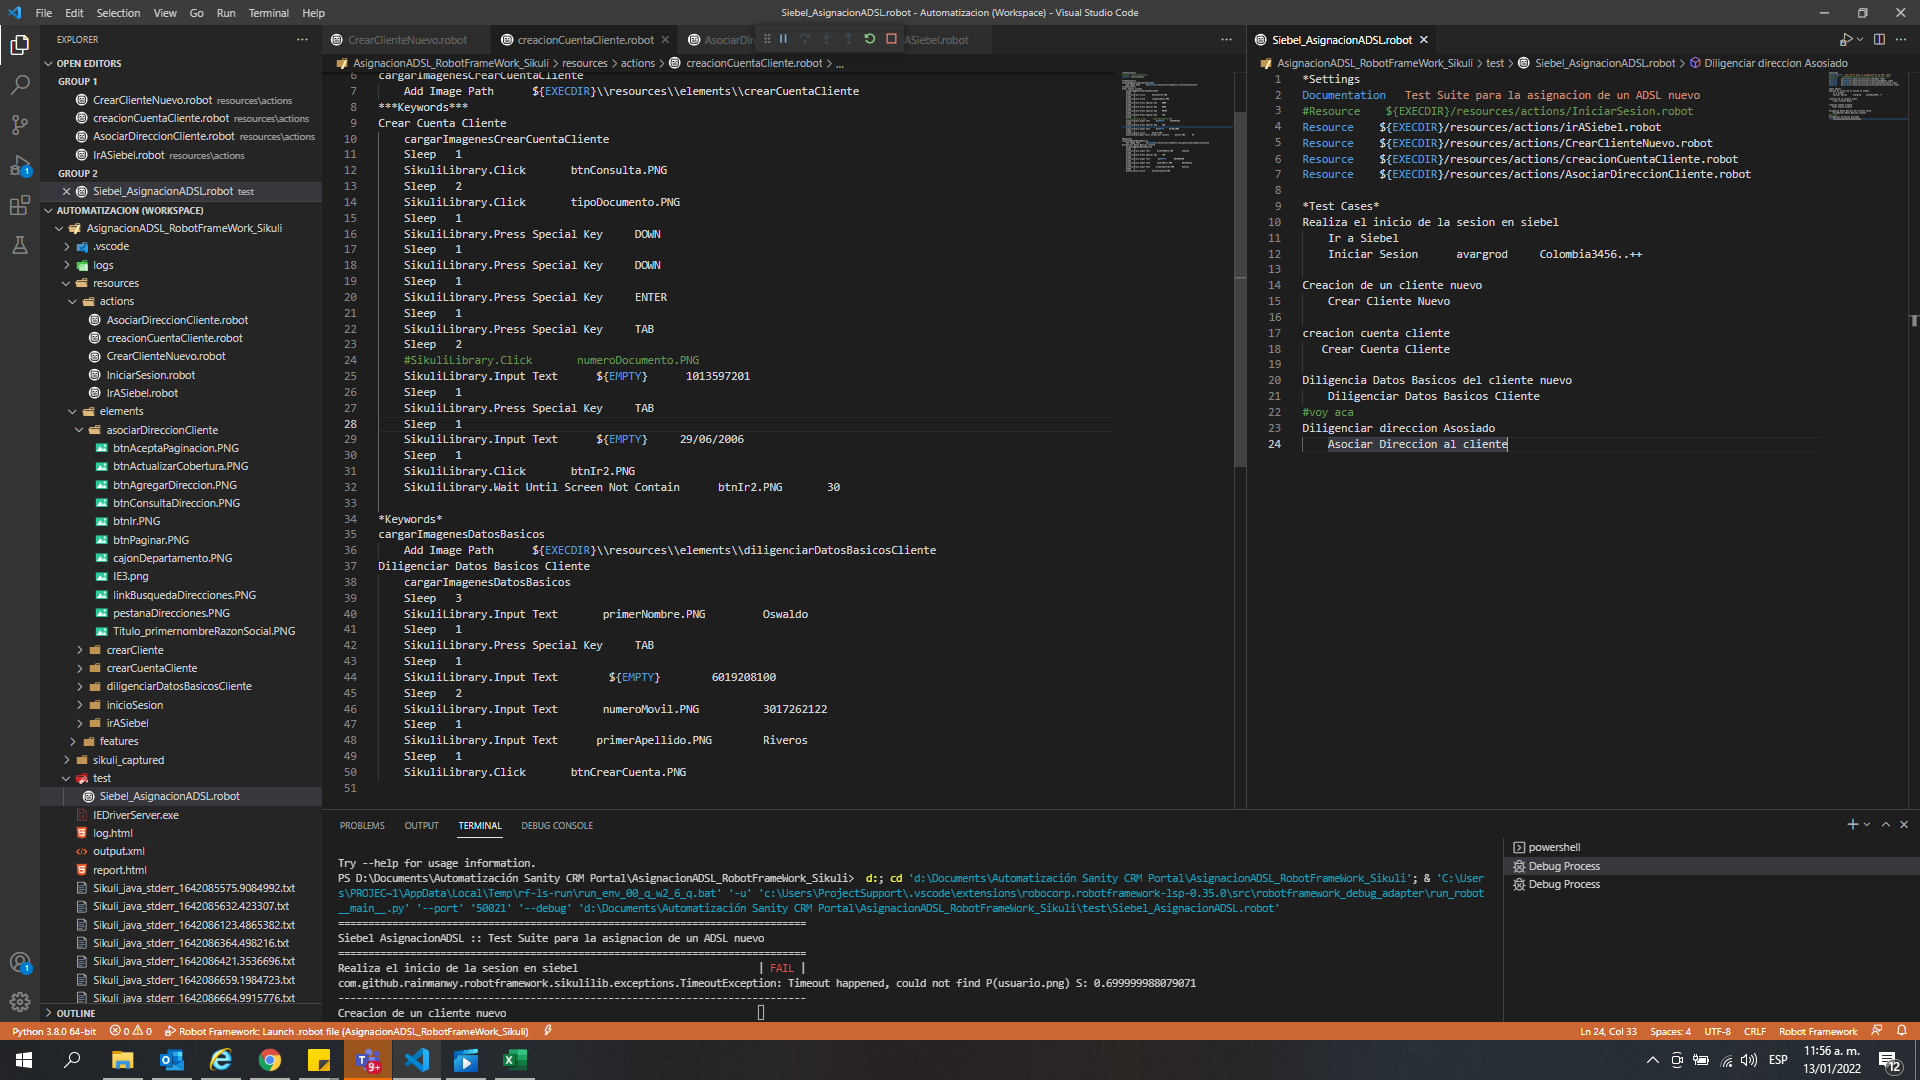 File Edit Selection View Go Run Terminal Help
Siebel_AsignacionADSL.robot - Automatizacion (Workspace) - Visual Studio Code
EXPLORER
OPEN EDITORS
GROUP 1
CrearClienteNuevo.robot resources\actions
creacionCuentaCliente.robot resources\actions
AsociarDireccionCliente.robot resources\actions
IrASiebel.robot resources\actions
GROUP 2
Siebel_AsignacionADSL.robot test
AUTOMATIZACION (WORKSPACE)
AsignacionADSL_RobotFrameWork_Sikuli
.vscode
logs
resources
actions
AsociarDireccionCliente.robot
creacionCuentaCliente.robot
CrearClienteNuevo.robot
IniciarSesion.robot
IrASiebel.robot
elements
asociarDireccionCliente
btnAceptaPaginacion.PNG
btnActualizarCobertura.PNG
btnAgregarDireccion.PNG
btnConsultaDireccion.PNG
btnIr.PNG
btnPaginar.PNG
cajonDepartamento.PNG
IE3.png
linkBusquedaDirecciones.PNG
pestanaDirecciones.PNG
Titulo_primernombreRazonSocial.PNG
crearCliente
crearCuentaCliente
diligenciarDatosBasicosCliente
inicioSesion
irASiebel
features
sikuli_captured
test
Siebel_AsignacionADSL.robot
IEDriverServer.exe
log.html
output.xml
report.html
Sikuli_java_stderr_1642085575.9084992.txt
Sikuli_java_stderr_1642085632.423307.txt
Sikuli_java_stderr_1642086123.4865382.txt
Sikuli_java_stderr_1642086364.498216.txt
Sikuli_java_stderr_1642086421.3536696.txt
Sikuli_java_stderr_1642086659.1984723.txt
Sikuli_java_stderr_1642086664.9915776.txt
OUTLINE
CrearClienteNuevo.robot creacionCuentaCliente.robot AsociarDir ASiebel.robot
AsignacionADSL_RobotFrameWork_Sikuli > resources > actions > creacionCuentaCliente.robot > ...
6 cargarImagenesCrearCuentaCliente
7 Add Image Path ${EXECDIR}\\resources\\elements\\crearCuentaCliente
8 ***Keywords***
9 Crear Cuenta Cliente
10 cargarImagenesCrearCuentaCliente
11 Sleep 1
12 SikuliLibrary.Click btnConsulta.PNG
13 Sleep 2
14 SikuliLibrary.Click tipoDocumento.PNG
15 Sleep 1
16 SikuliLibrary.Press Special Key DOWN
17 Sleep 1
18 SikuliLibrary.Press Special Key DOWN
19 Sleep 1
20 SikuliLibrary.Press Special Key ENTER
21 Sleep 1
22 SikuliLibrary.Press Special Key TAB
23 Sleep 2
24 #SikuliLibrary.Click numeroDocumento.PNG
25 SikuliLibrary.Input Text ${EMPTY} 1013597201
26 Sleep 1
27 SikuliLibrary.Press Special Key TAB
28 Sleep 1
29 SikuliLibrary.Input Text ${EMPTY} 29/06/2006
30 Sleep 1
31 SikuliLibrary.Click btnIr2.PNG
32 SikuliLibrary.Wait Until Screen Not Contain btnIr2.PNG 30
33
34 *Keywords*
35 cargarImagenesDatosBasicos
36 Add Image Path ${EXECDIR}\\resources\\elements\\diligenciarDatosBasicosCliente
37 Diligenciar Datos Basicos Cliente
38 cargarImagenesDatosBasicos
39 Sleep 3
40 SikuliLibrary.Input Text primerNombre.PNG Oswaldo
41 Sleep 1
42 SikuliLibrary.Press Special Key TAB
43 Sleep 1
44 SikuliLibrary.Input Text ${EMPTY} 6019208100
45 Sleep 2
46 SikuliLibrary.Input Text numeroMovil.PNG 3017262122
47 Sleep 1
48 SikuliLibrary.Input Text primerApellido.PNG Riveros
49 Sleep 1
50 SikuliLibrary.Click btnCrearCuenta.PNG
51
Siebel_AsignacionADSL.robot
AsignacionADSL_RobotFrameWork_Sikuli > test > Siebel_AsignacionADSL.robot > Diligenciar direccion Asosiado
1 *Settings
2 Documentation Test Suite para la asignacion de un ADSL nuevo
3 #Resource ${EXECDIR}/resources/actions/IniciarSesion.robot
4 Resource ${EXECDIR}/resources/actions/irASiebel.robot
5 Resource ${EXECDIR}/resources/actions/CrearClienteNuevo.robot
6 Resource ${EXECDIR}/resources/actions/creacionCuentaCliente.robot
7 Resource ${EXECDIR}/resources/actions/AsociarDireccionCliente.robot
8
9 *Test Cases*
10 Realiza el inicio de la sesion en siebel
11 Ir a Siebel
12 Iniciar Sesion avargrod Colombia3456..++
13
14 Creacion de un cliente nuevo
15 Crear Cliente Nuevo
16
17 creacion cuenta cliente
18 Crear Cuenta Cliente
19
20 Diligencia Datos Basicos del cliente nuevo
21 Diligenciar Datos Basicos Cliente
22 #voy aca
23 Diligenciar direccion Asosiado
24 Asociar Direccion al cliente
PROBLEMS OUTPUT TERMINAL DEBUG CONSOLE
Try --help for usage information.
PS D:\Documents\Automatización Sanity CRM Portal\AsignacionADSL_RobotFrameWork_Sikuli> d:; cd 'd:\Documents\Automatización Sanity CRM Portal\AsignacionADSL_RobotFrameWork_Sikuli'; & 'C:\User
s\PROJEC~1\AppData\Local\Temp\rf-ls-run\run_env_00_q_w2_6_q.bat' '-u' 'c:\Users\ProjectSupport\.vscode\extensions\robocorp.robotframework-lsp-0.35.0\src\robotframework_debug_adapter\run_robot
__main__.py' '--port' '50021' '--debug' 'd:\Documents\Automatización Sanity CRM Portal\AsignacionADSL_RobotFrameWork_Sikuli\test\Siebel_AsignacionADSL.robot'
==============================================================================
Siebel AsignacionADSL :: Test Suite para la asignacion de un ADSL nuevo
==============================================================================
Realiza el inicio de la sesion en siebel | FAIL |
com.github.rainmanwy.robotframework.sikulilib.exceptions.TimeoutException: Timeout happened, could not find P(usuario.png) S: 0.699999988079071
------------------------------------------------------------------------------
Creacion de un cliente nuevo
powershell
Debug Process
Debug Process
Python 3.8.0 64-bit 0 0 Robot Framework: Launch .robot file (AsignacionADSL_RobotFrameWork_Sikuli)
Ln 24, Col 33 Spaces: 4 UTF-8 CRLF Robot Framework
9+
ESP
11:56 a. m.
13/01/2022
12